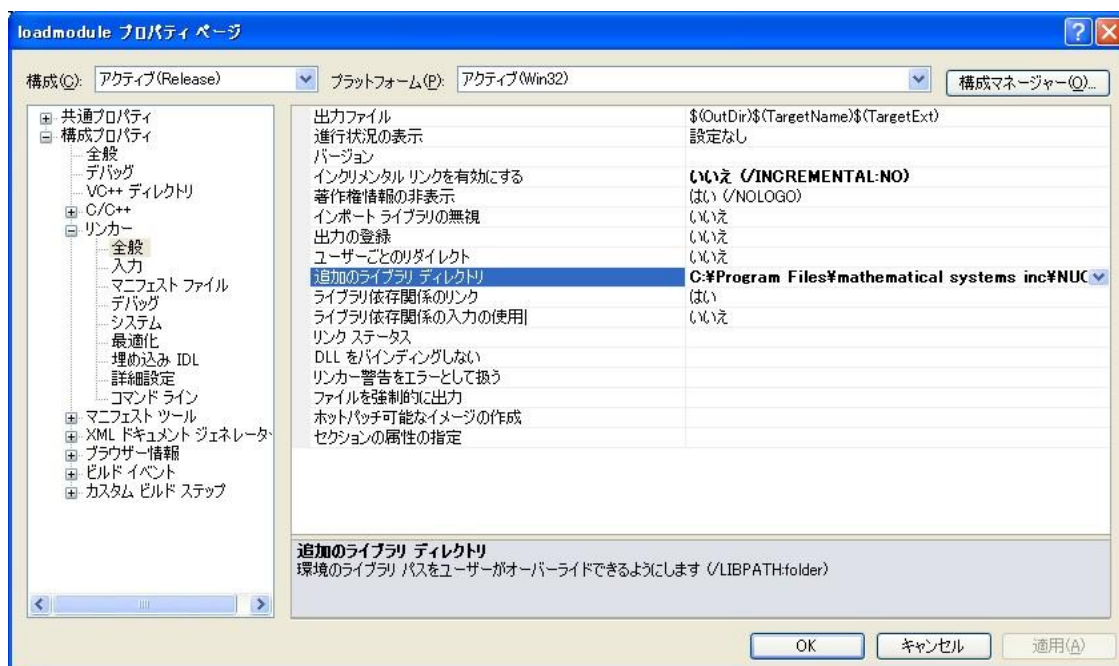 loadmodule プロパティ ページ
構成(C): アクティブ(Release) プラットフォーム(P): アクティブ(Win32) 構成マネージャー(O)...
共通プロパティ
構成プロパティ
全般
デバッグ
VC++ ディレクトリ
C/C++
リンカー
全般
入力
マニフェスト ファイル
デバッグ
システム
最適化
埋め込み IDL
詳細設定
コマンド ライン
マニフェスト ツール
XML ドキュメント ジェネレーター
ブラウザー情報
ビルド イベント
カスタム ビルド ステップ
出力ファイル $(OutDir)$(TargetName)$(TargetExt)
進行状況の表示 設定なし
バージョン
インクリメンタル リンクを有効にする いいえ (/INCREMENTAL:NO)
著作権情報の非表示 はい (/NOLOGO)
インポート ライブラリの無視 いいえ
出力の登録 いいえ
ユーザーごとのリダイレクト いいえ
追加のライブラリ ディレクトリ C:¥Program Files¥mathematical systems inc¥NUO
ライブラリ依存関係のリンク はい
ライブラリ依存関係の入力の使用 いいえ
リンク ステータス
DLL をバインディングしない
リンカー警告をエラーとして扱う
ファイルを強制的に出力
ホットパッチ可能なイメージの作成
セクションの属性の指定
追加のライブラリ ディレクトリ
環境のライブラリ パスをユーザーがオーバーライドできるようにします (/LIBPATH:folder)
OK キャンセル 適用(A)